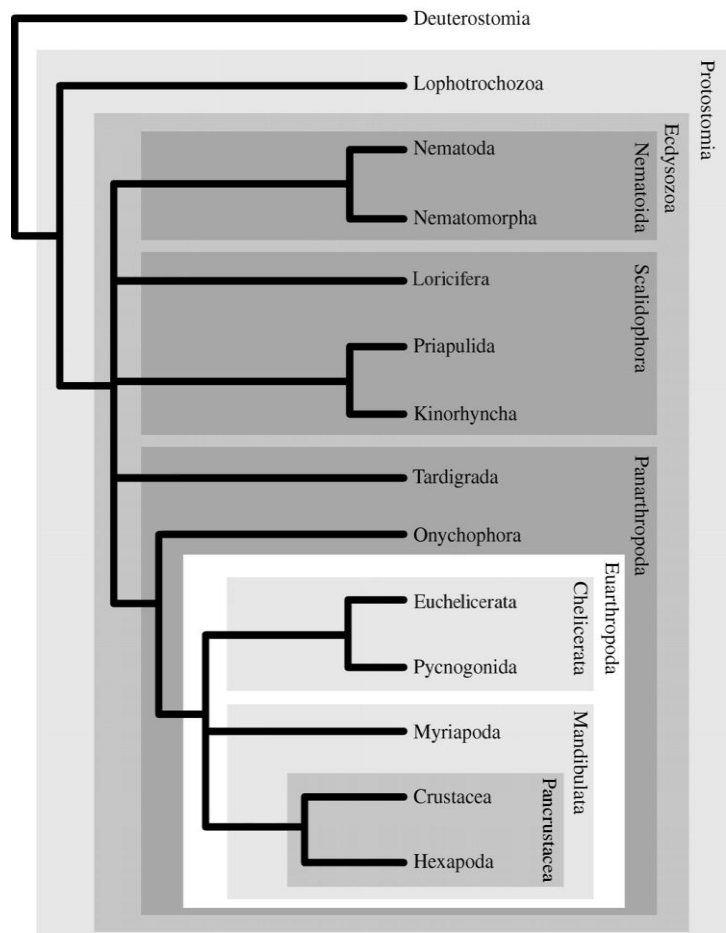 Deuterostomia
Protostomia
Lophotrochozoa
Ecdysozoa
Nematoida
Nematoda
Nematomorpha
Scalidophora
Loricifera
Priapulida
Kinorhyncha
Panarthropoda
Tardigrada
Onychophora
Euarthropoda
Chelicerata
Euchelicerata
Pycnogonida
Mandibulata
Myriapoda
Pancrustacea
Crustacea
Hexapoda